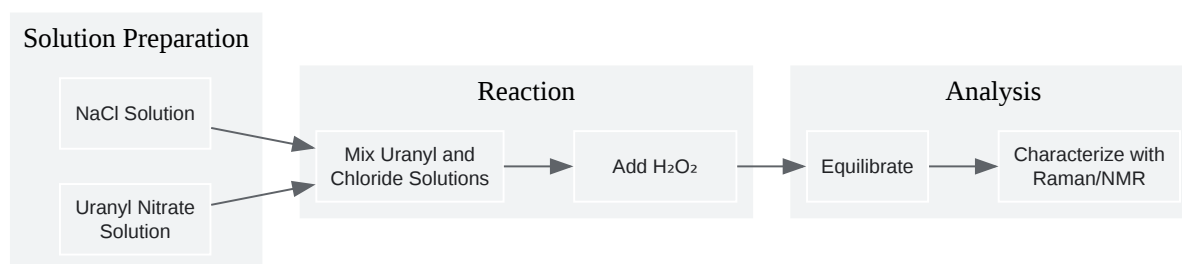 Solution Preparation
NaCl Solution
Uranyl Nitrate
Solution
Reaction
Mix Uranyl and
Chloride Solutions
Add H₂O₂
Analysis
Equilibrate
Characterize with
Raman/NMR